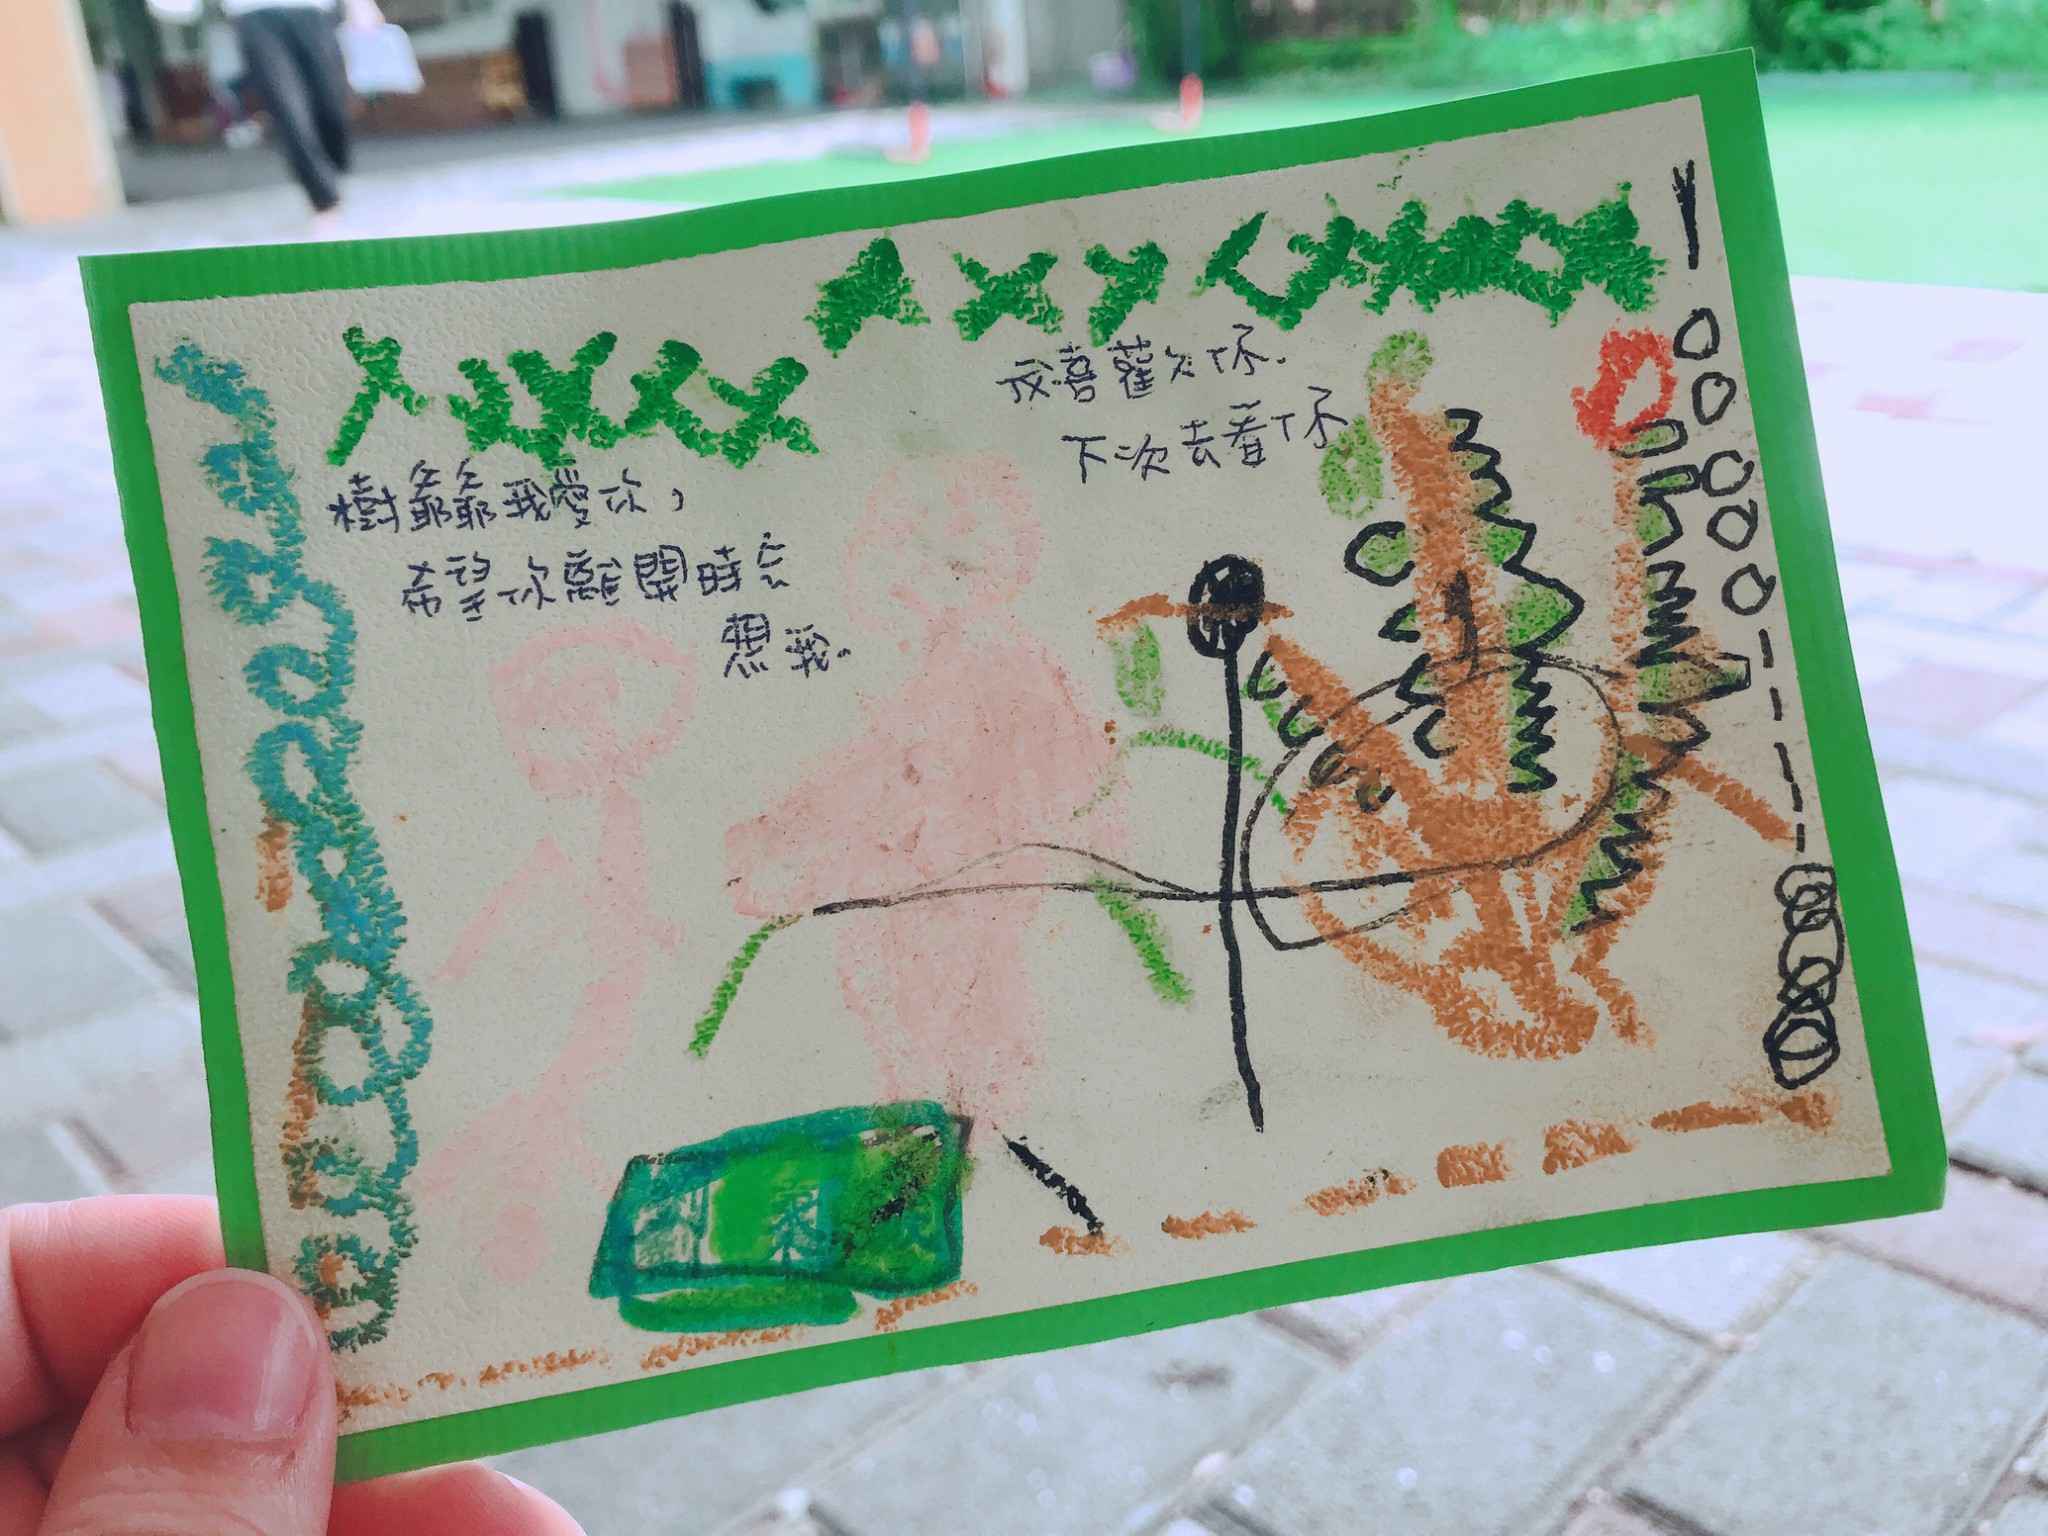 樹爺爺我愛你，
希望你離開時会
想我。
我喜歡你.
下次去看你